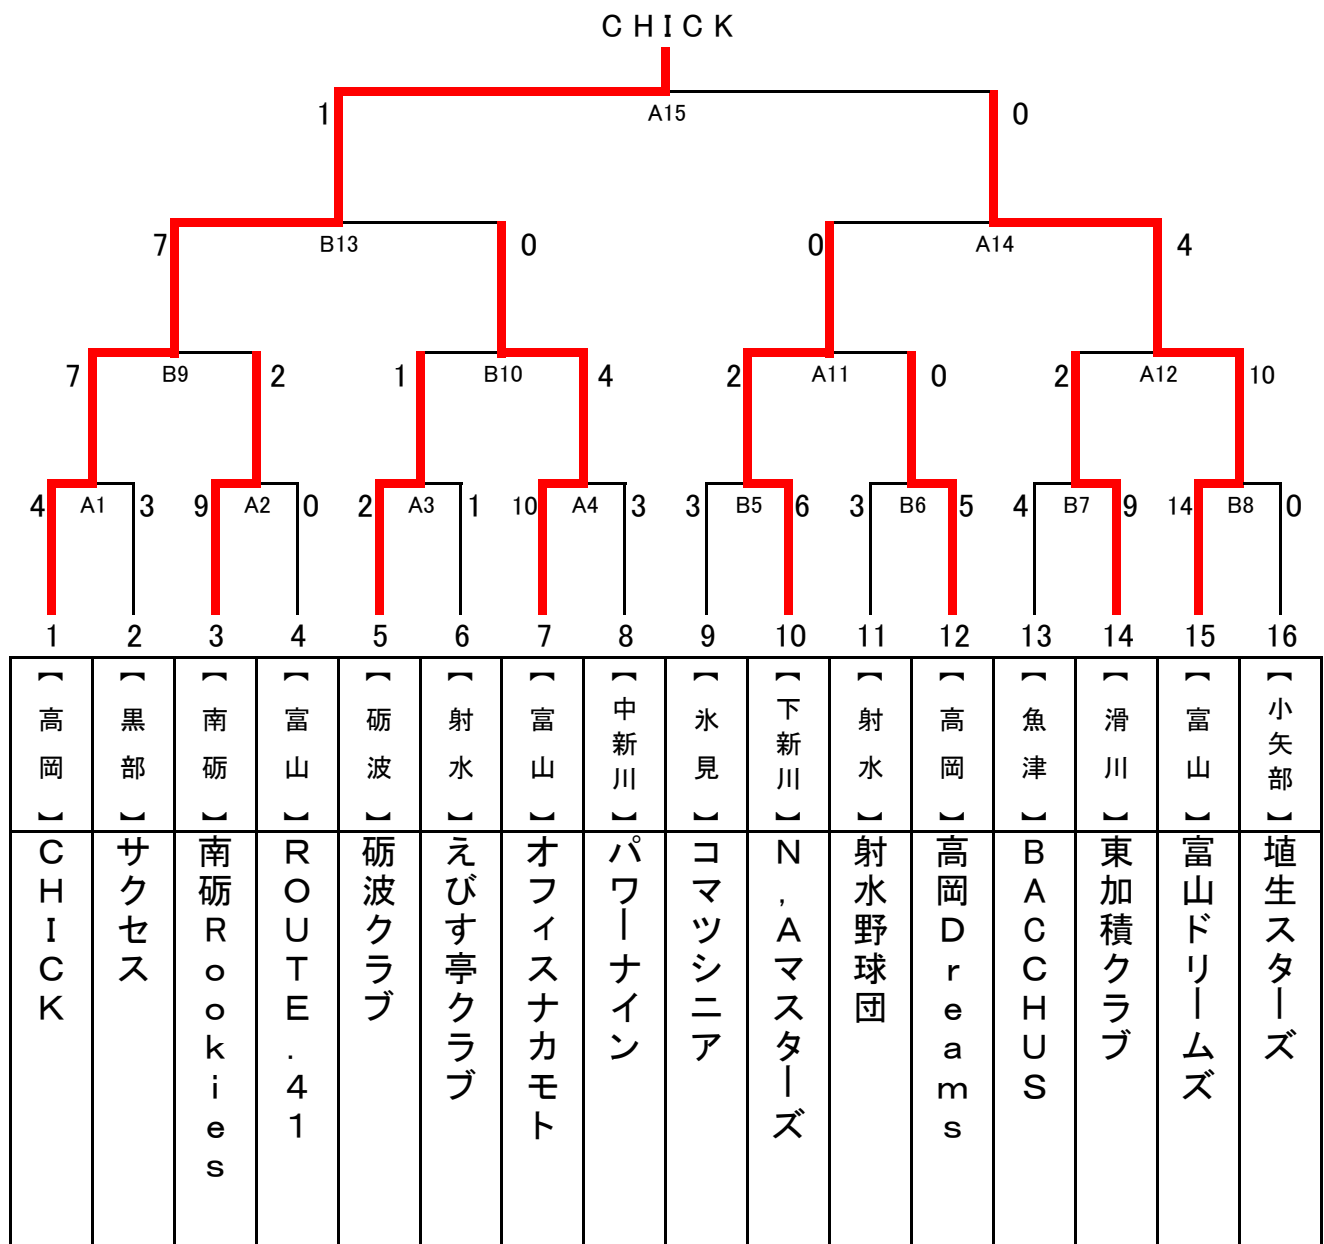 CHICK
1 A15 0
7 B13 0 0 A14 4
7 B9 2 1 B10 4 2 A11 0 2 A12 10
4 A1 3 9 A2 0 2 A3 1 10 A4 3 3 B5 6 3 B6 5 4 B7 9 14 B8 0
1 2 3 4 5 6 7 8 9 10 11 12 13 14 15 16
【高岡】 【黒部】 【南砺】 【富山】 【砺波】 【射水】 【富山】 【中新川】 【氷見】 【下新川】 【射水】 【高岡】 【魚津】 【滑川】 【富山】 【小矢部】
CHICK
サクセス
南砺Rookies
ROUTE.41
砺波クラブ
えびす亭クラブ
オフィスナカモト
パワーナイン
コマツシニア
N,Aマスターズ
射水野球団
高岡Dreams
BACCHUS
東加積クラブ
富山ドリームズ
埴生スターズ